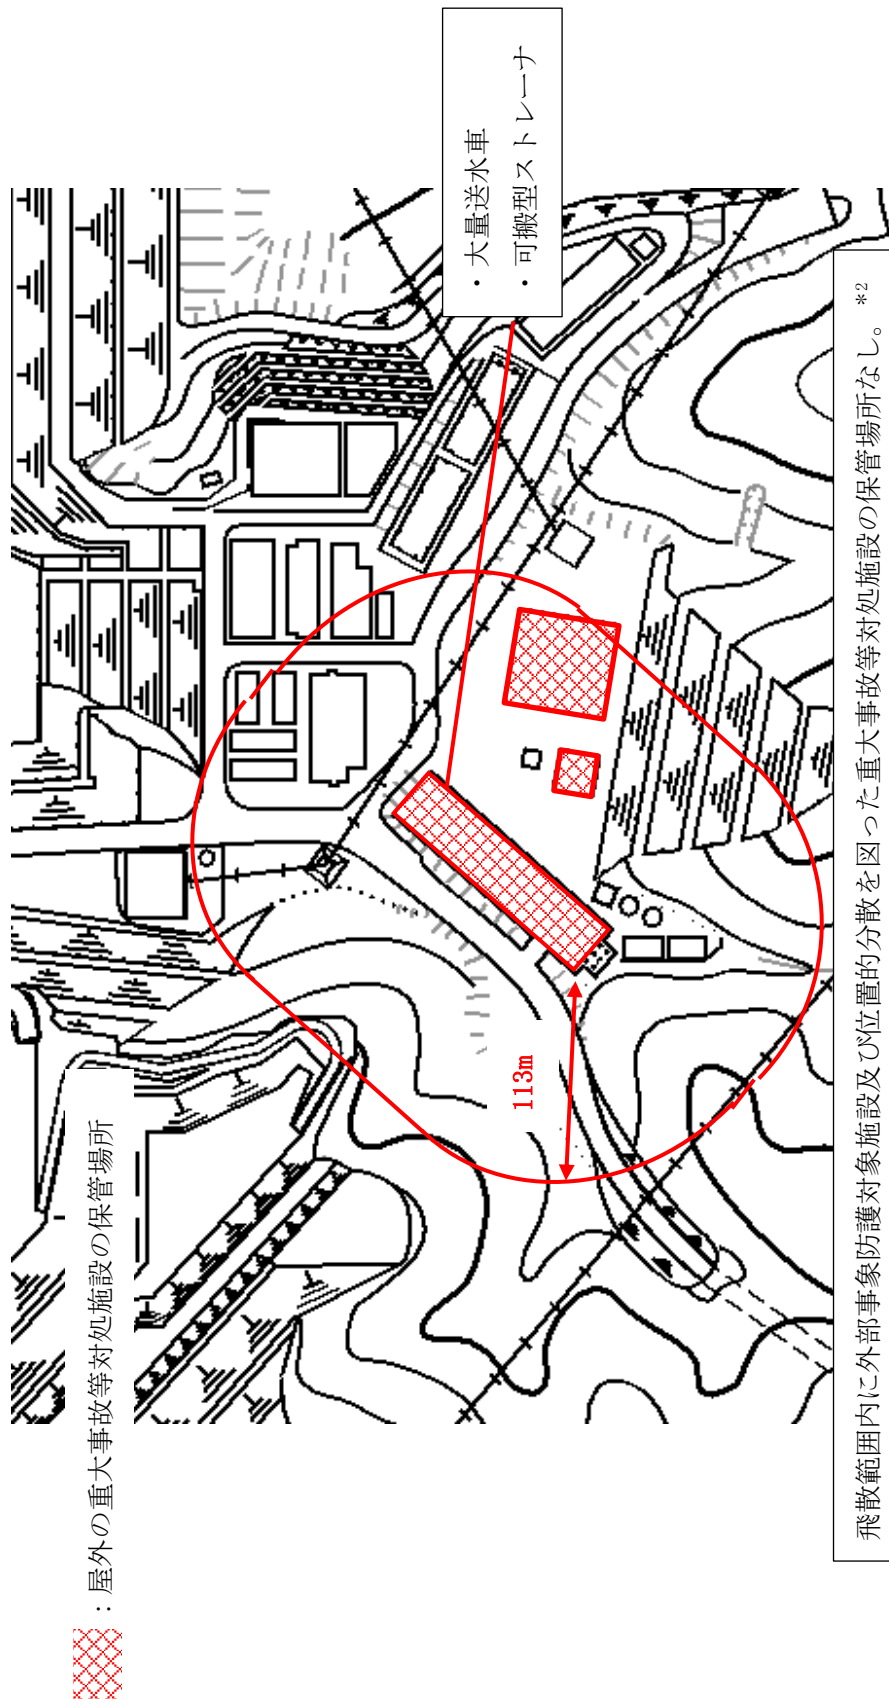 ：屋外の重大事故等対処施設の保管場所
・大量送水車
・可搬型ストレーナ
113m
飛散範囲内に外部事象防護対象施設及び位置的分散を図った重大事故等対処施設の保管場所なし。*2